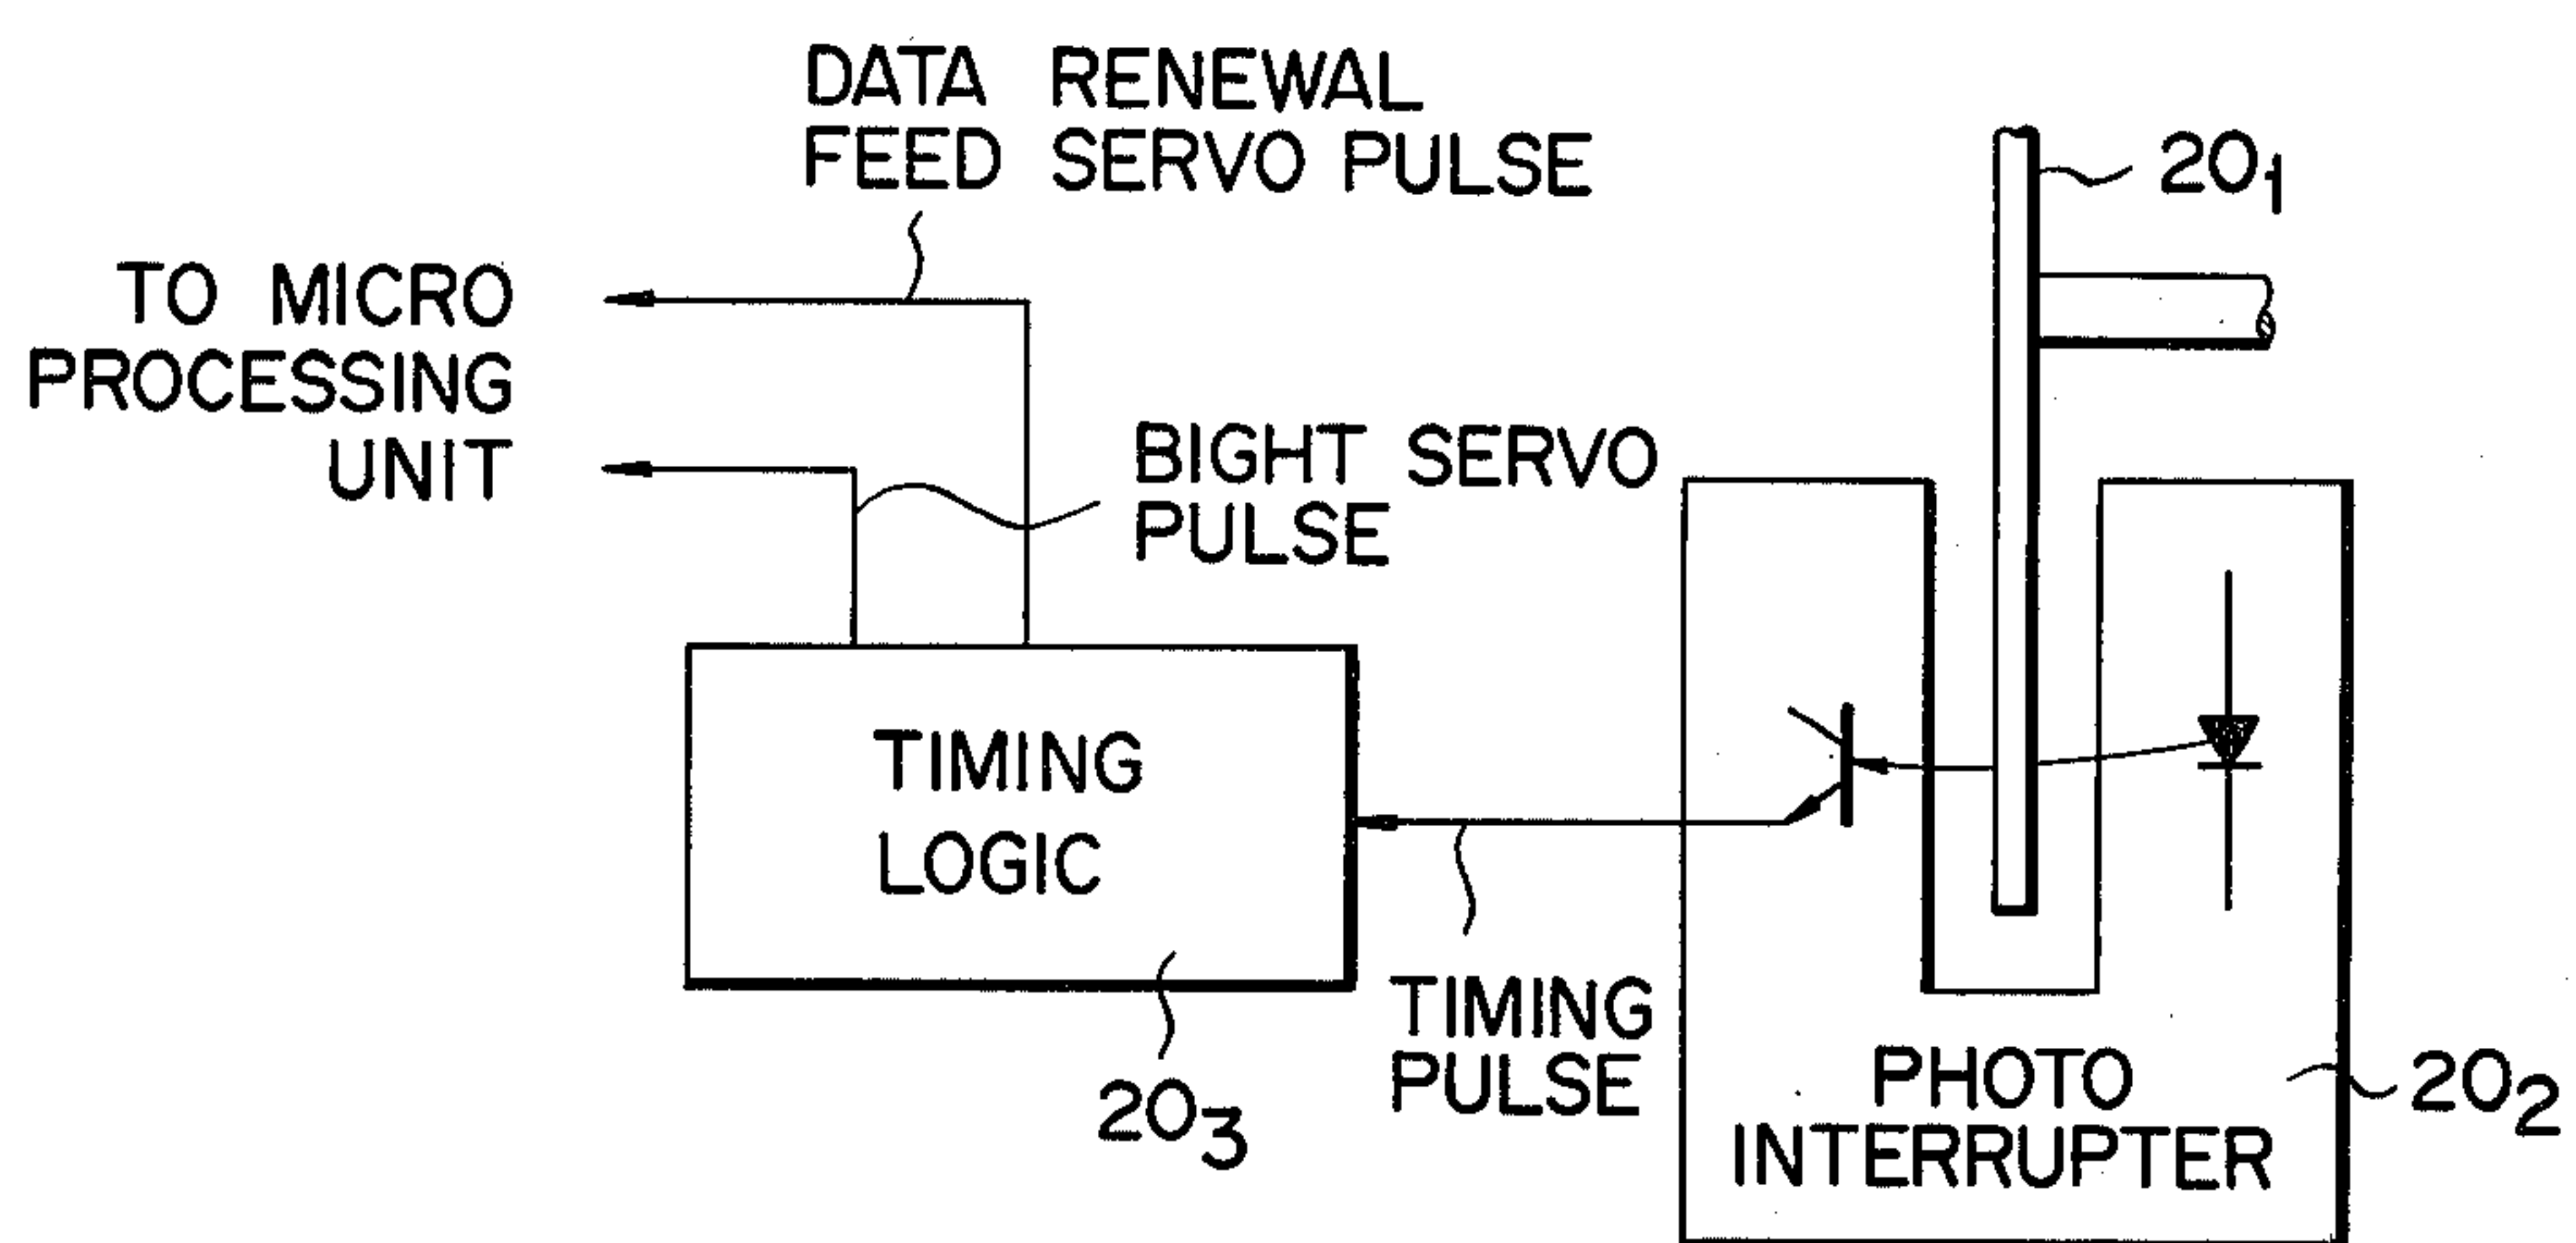 DATA RENEWAL
FEED SERVO PULSE
20₁
TO MICRO
PROCESSING
UNIT
BIGHT SERVO
PULSE
TIMING
LOGIC
TIMING
PULSE
20₃
PHOTO
INTERRUPTER
20₂